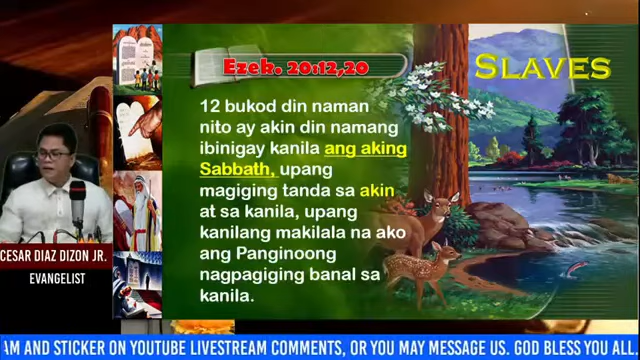 Ezek. 20:12,20
SLAVES
12 bukod din naman
nito ay akin din namang
ibinigay kanila ang aking
Sabbath, upang
magiging tanda sa akin
at sa kanila, upang
kanilang makilala na ako
ang Panginoong
nagpagiging banal sa
kanila.
CESAR DIAZ DIZON JR.
EVANGELIST
AM AND STICKER ON YOUTUBE LIVESTREAM COMMENTS, OR YOU MAY MESSAGE US. GOD BLESS YOU ALL.